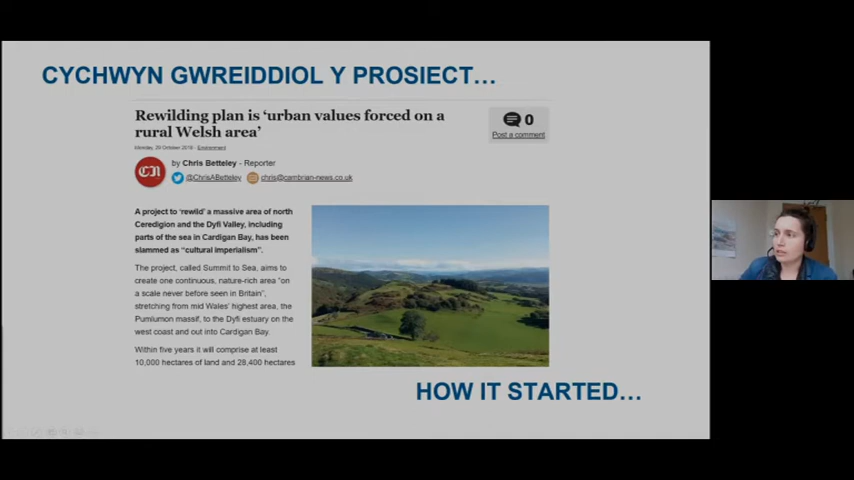 CYCHWYN GWREIDDIOL Y PROSIECT…
Rewilding plan is ‘urban values forced on a
rural Welsh area’
Monday, 29 October 2018 - Environment
0
Post a comment
CN
by Chris Betteley - Reporter
@ChrisABetteley
chris@cambrian-news.co.uk
A project to ‘rewild’ a massive area of north
Ceredigion and the Dyfi Valley, including
parts of the sea in Cardigan Bay, has been
slammed as “cultural imperialism”.
The project, called Summit to Sea, aims to
create one continuous, nature-rich area “on
a scale never before seen in Britain”,
stretching from mid Wales’ highest area, the
Pumlumon massif, to the Dyfi estuary on the
west coast and out into Cardigan Bay.
Within five years it will comprise at least
10,000 hectares of land and 28,400 hectares
HOW IT STARTED…